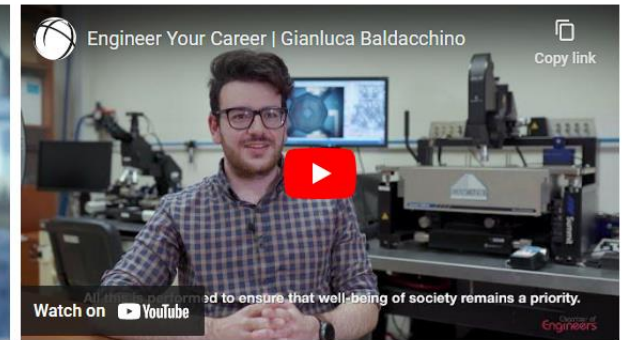 Engineer Your Career | Gianluca Baldacchino
Copy link
All this is performed to ensure that well-being of society remains a priority.
Watch on YouTube
Chamber of
Engineers